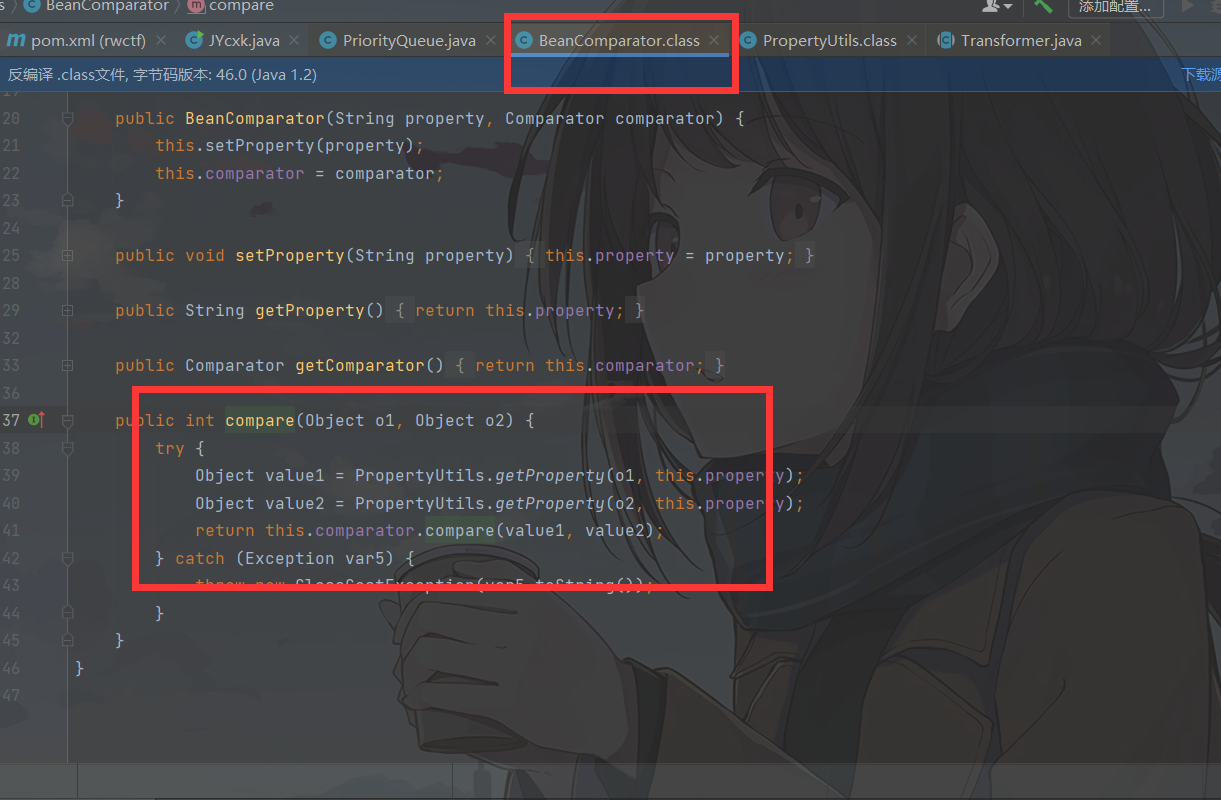 BeanComparator 〉 compare
添加配置...
pom.xml (rwctf) JYcxk.java PriorityQueue.java BeanComparator.class PropertyUtils.class Transformer.java
反编译 .class文件, 字节码版本: 46.0 (Java 1.2) 下载源
20 public BeanComparator(String property, Comparator comparator) {
21 this.setProperty(property);
22 this.comparator = comparator;
23 }
24
25 public void setProperty(String property) { this.property = property; }
28
29 public String getProperty() { return this.property; }
32
33 public Comparator getComparator() { return this.comparator; }
36
37 public int compare(Object o1, Object o2) {
38 try {
39 Object value1 = PropertyUtils.getProperty(o1, this.property);
40 Object value2 = PropertyUtils.getProperty(o2, this.property);
41 return this.comparator.compare(value1, value2);
42 } catch (Exception var5) {
43 throw new ClassCastException(var5.toString());
44 }
45 }
46 }
47